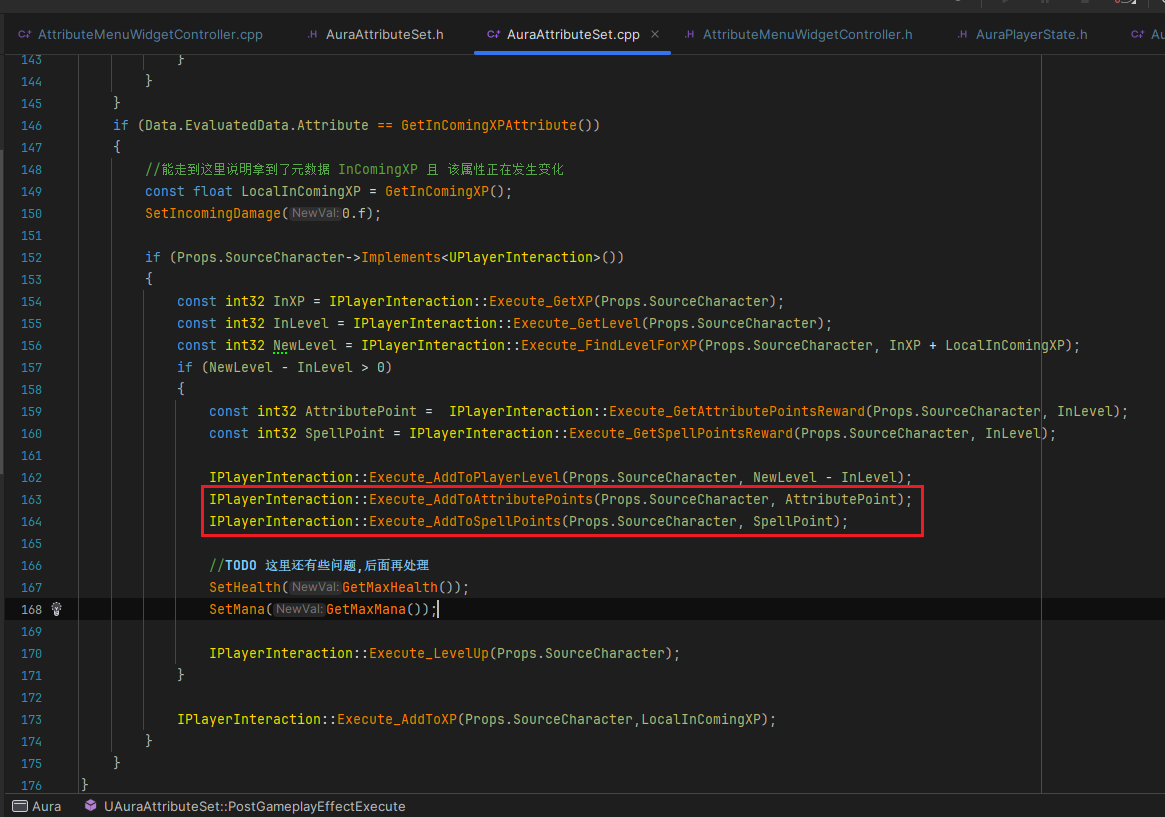 AttributeMenuWidgetController.cpp
.H AuraAttributeSet.h
AuraAttributeSet.cpp
.H AttributeMenuWidgetController.h
.H AuraPlayerState.h
143 }
144 }
145 }
146 if (Data.EvaluatedData.Attribute == GetInComingXPAttribute())
147 {
148 //能走到这里说明拿到了元数据 InComingXP 且 该属性正在发生变化
149 const float LocalInComingXP = GetInComingXP();
150 SetIncomingDamage(NewVal:0.f);
151
152 if (Props.SourceCharacter->Implements<UPlayerInteraction>())
153 {
154 const int32 InXP = IPlayerInteraction::Execute_GetXP(Props.SourceCharacter);
155 const int32 InLevel = IPlayerInteraction::Execute_GetLevel(Props.SourceCharacter);
156 const int32 NewLevel = IPlayerInteraction::Execute_FindLevelForXP(Props.SourceCharacter, InXP + LocalInComingXP);
157 if (NewLevel - InLevel > 0)
158 {
159 const int32 AttributePoint =  IPlayerInteraction::Execute_GetAttributePointsReward(Props.SourceCharacter, InLevel);
160 const int32 SpellPoint = IPlayerInteraction::Execute_GetSpellPointsReward(Props.SourceCharacter, InLevel);
161
162 IPlayerInteraction::Execute_AddToPlayerLevel(Props.SourceCharacter, NewLevel - InLevel);
163 IPlayerInteraction::Execute_AddToAttributePoints(Props.SourceCharacter, AttributePoint);
164 IPlayerInteraction::Execute_AddToSpellPoints(Props.SourceCharacter, SpellPoint);
165
166 //TODO 这里还有些问题,后面再处理
167 SetHealth(NewVal:GetMaxHealth());
168 SetMana(NewVal:GetMaxMana());
169
170 IPlayerInteraction::Execute_LevelUp(Props.SourceCharacter);
171 }
172
173 IPlayerInteraction::Execute_AddToXP(Props.SourceCharacter,LocalInComingXP);
174 }
175 }
176 }
Aura UAuraAttributeSet::PostGameplayEffectExecute